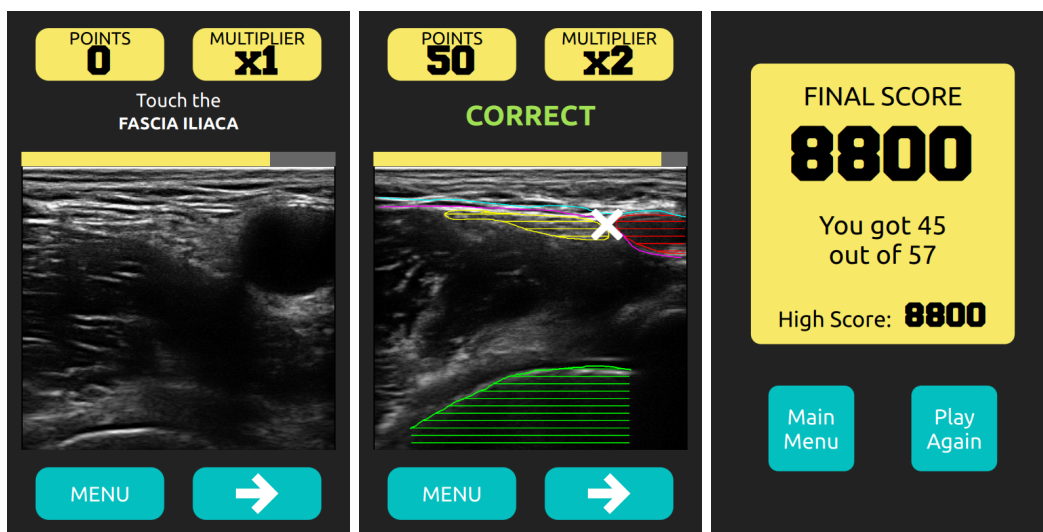 POINTS
0
MULTIPLIER
x1
Touch the
FASCIA ILIACA
MENU
POINTS
50
MULTIPLIER
x2
CORRECT
MENU
FINAL SCORE
8800
You got 45
out of 57
High Score: 8800
Main
Menu
Play
Again